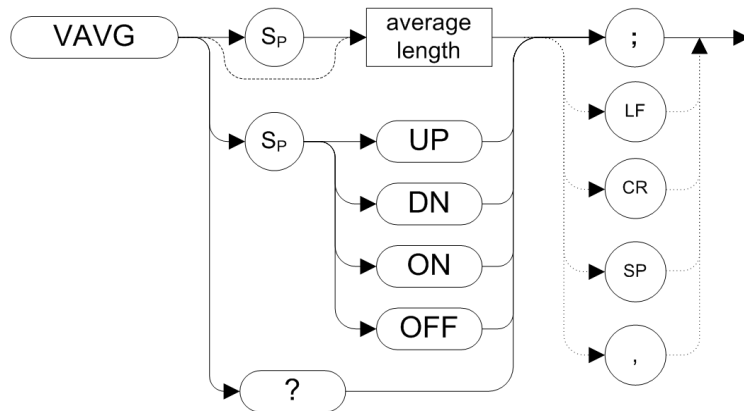 VAVG
SP
average
length
;
LF
SP
UP
CR
DN
ON
SP
OFF
,
?